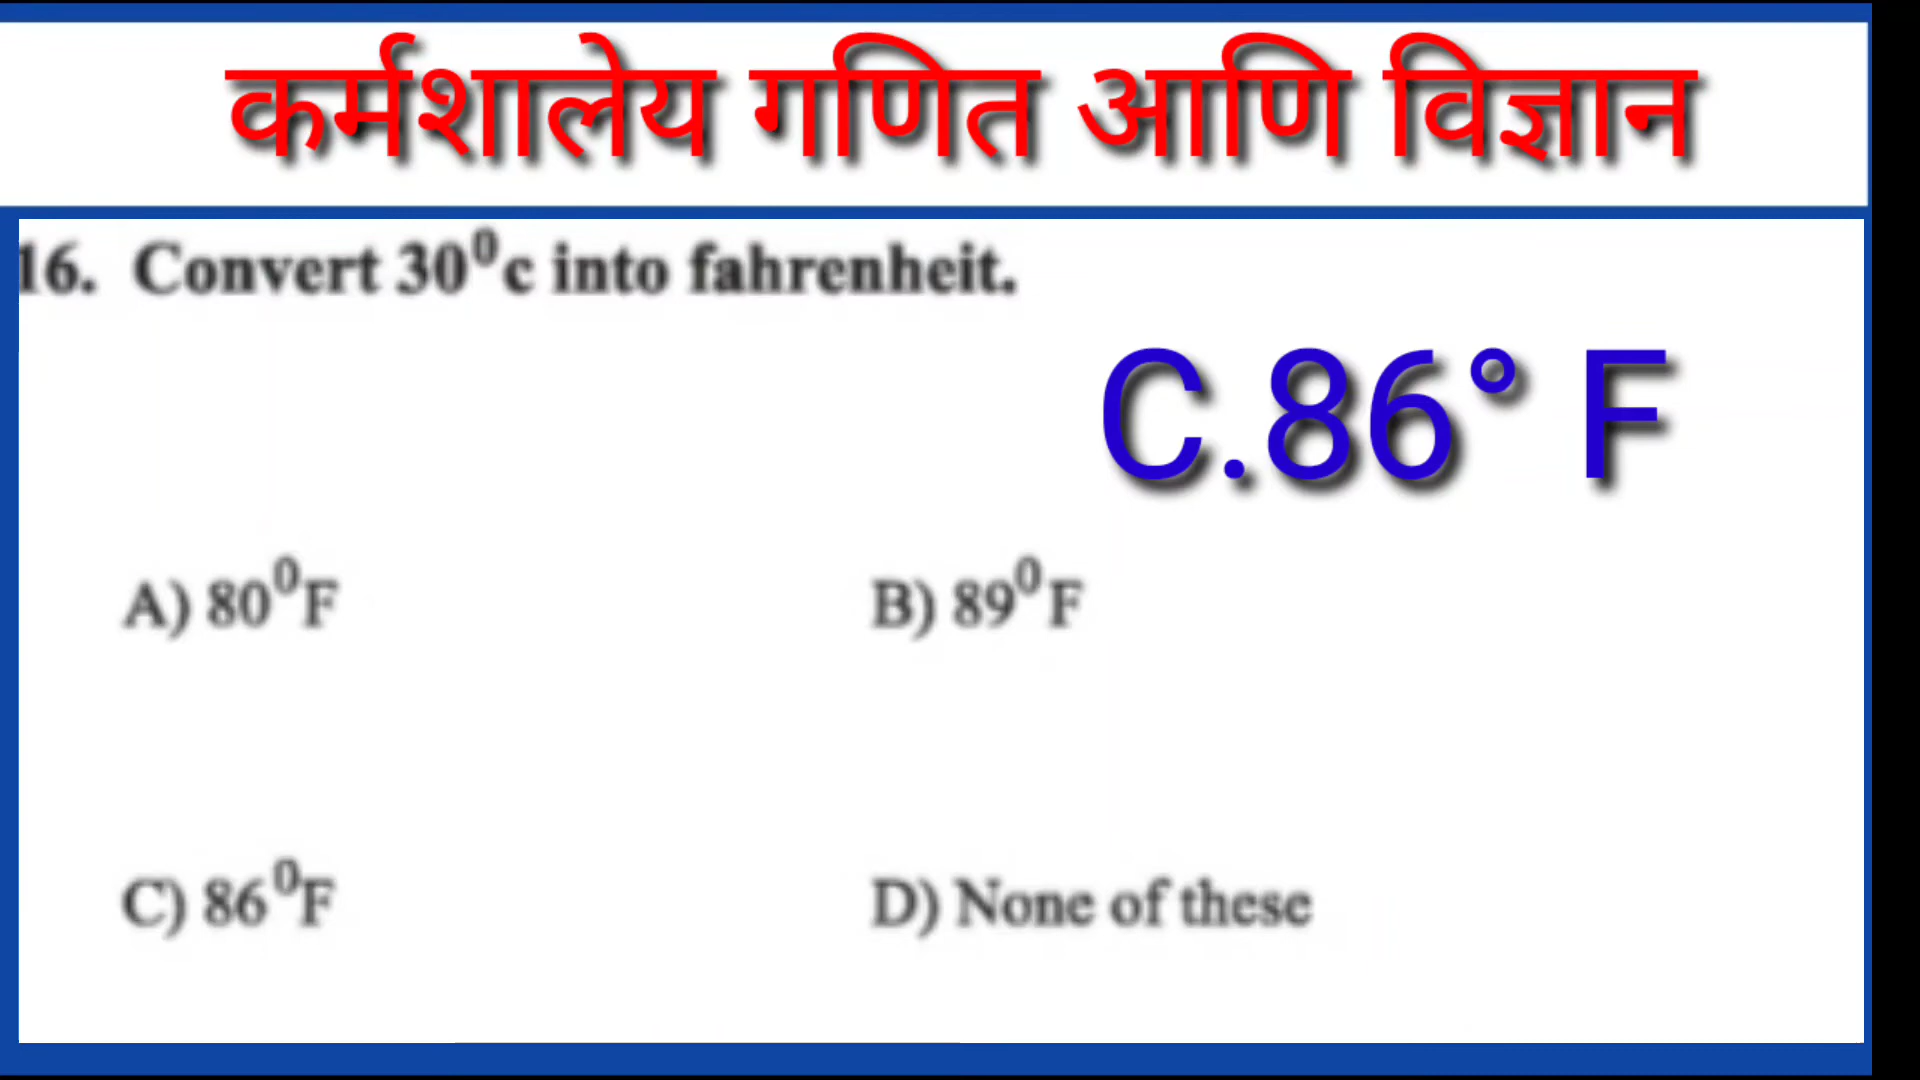 कर्मशालेय गणित आणि विज्ञान
16. Convert 30⁰c into fahrenheit.
C.86° F
A) 80⁰F
B) 89⁰F
C) 86⁰F
D) None of these